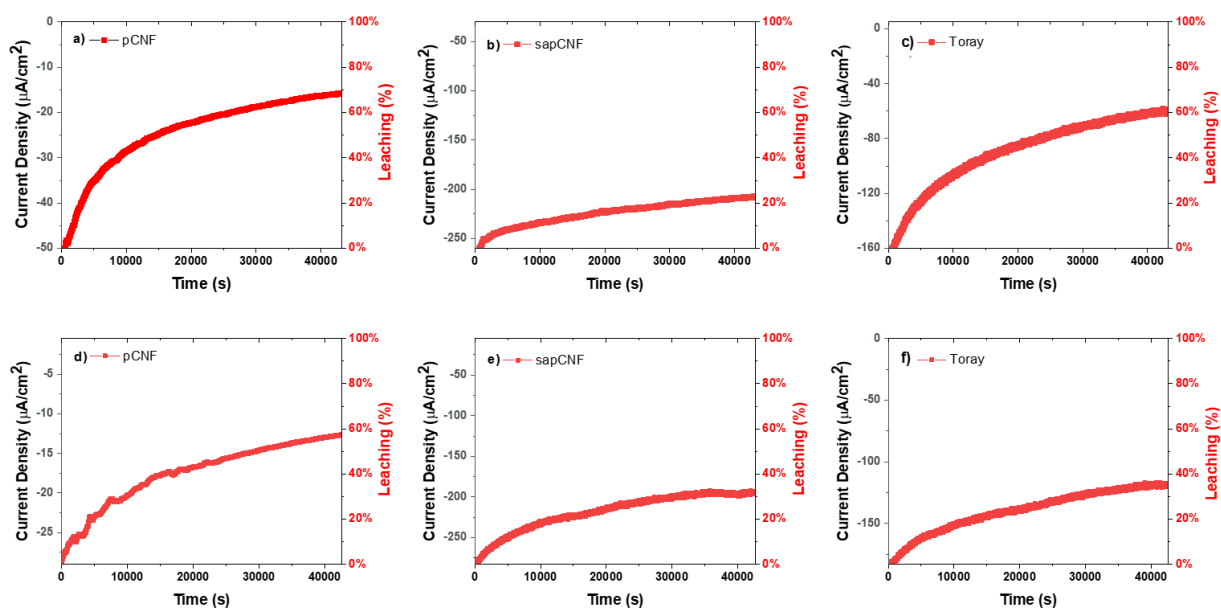 a)
pCNF
Current Density (μA/cm²)
0
-10
-20
-30
-40
-50
100%
80%
60%
40%
20%
0%
Leaching (%)
0 10000 20000 30000 40000
Time (s)
b)
sapCNF
Current Density (μA/cm²)
-50
-100
-150
-200
-250
100%
80%
60%
40%
20%
0%
Leaching (%)
0 10000 20000 30000 40000
Time (s)
c)
Toray
Current Density (μA/cm²)
0
-40
-80
-120
-160
100%
80%
60%
40%
20%
0%
Leaching (%)
0 10000 20000 30000 40000
Time (s)
d)
pCNF
Current Density (μA/cm²)
-5
-10
-15
-20
-25
100%
80%
60%
40%
20%
0%
Leaching (%)
0 10000 20000 30000 40000
Time (s)
e)
sapCNF
Current Density (μA/cm²)
-50
-100
-150
-200
-250
100%
80%
60%
40%
20%
0%
Leaching (%)
0 10000 20000 30000 40000
Time (s)
f)
Toray
Current Density (μA/cm²)
0
-50
-100
-150
100%
80%
60%
40%
20%
0%
Leaching (%)
0 10000 20000 30000 40000
Time (s)